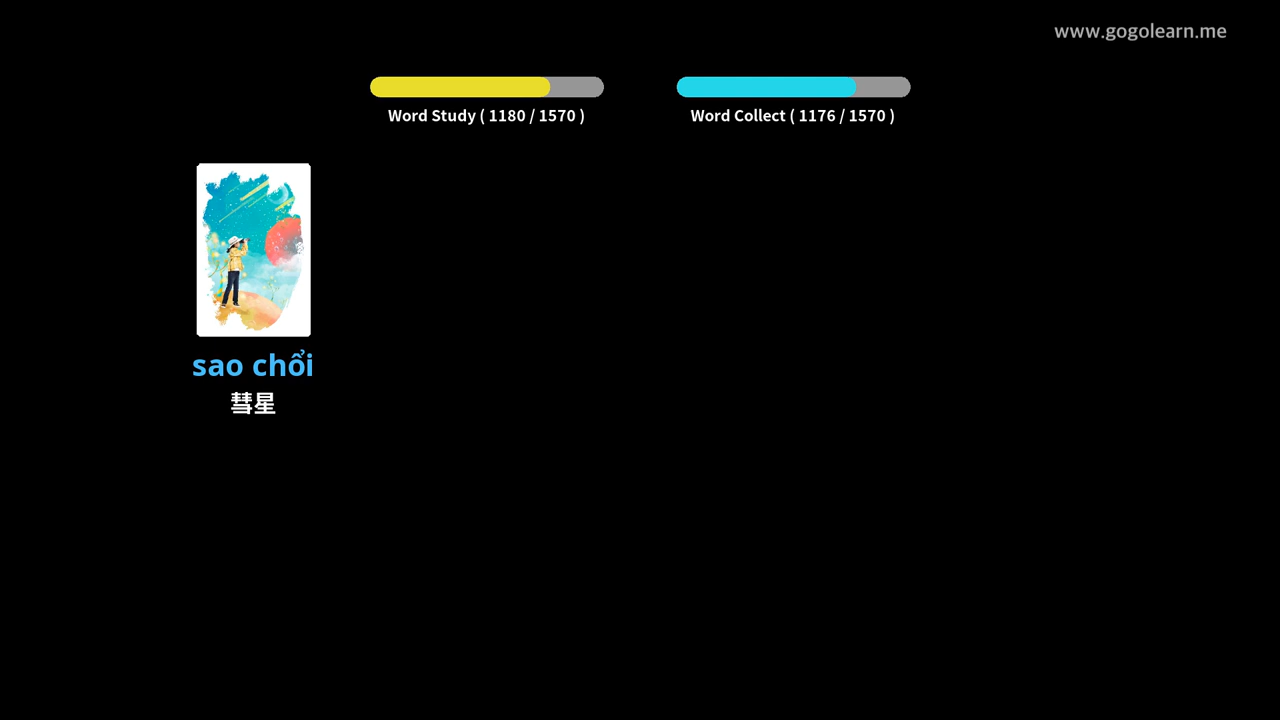 www.gogolearn.me
Word Study ( 1180 / 1570 )
Word Collect ( 1176 / 1570 )
sao chổi
彗星